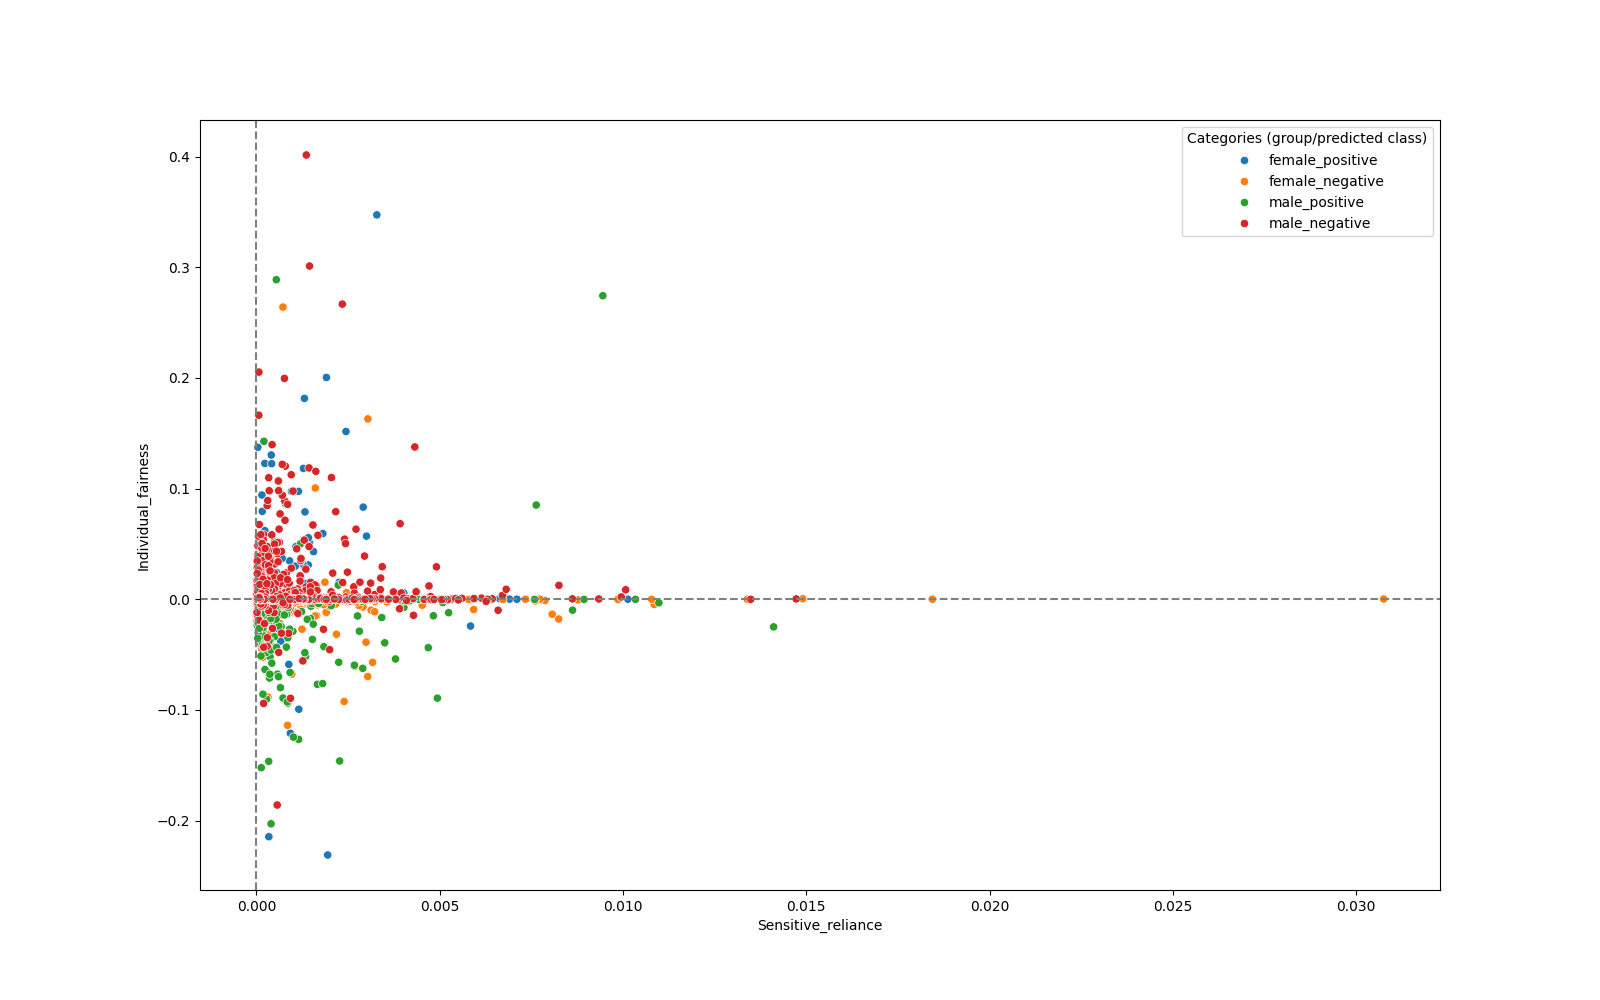 Categories (group/predicted class)
female_positive
female_negative
male_positive
male_negative
0.4
0.3
0.2
0.1
0.0
−0.1
−0.2
Individual_fairness
0.000 0.005 0.010 0.015 0.020 0.025 0.030
Sensitive_reliance